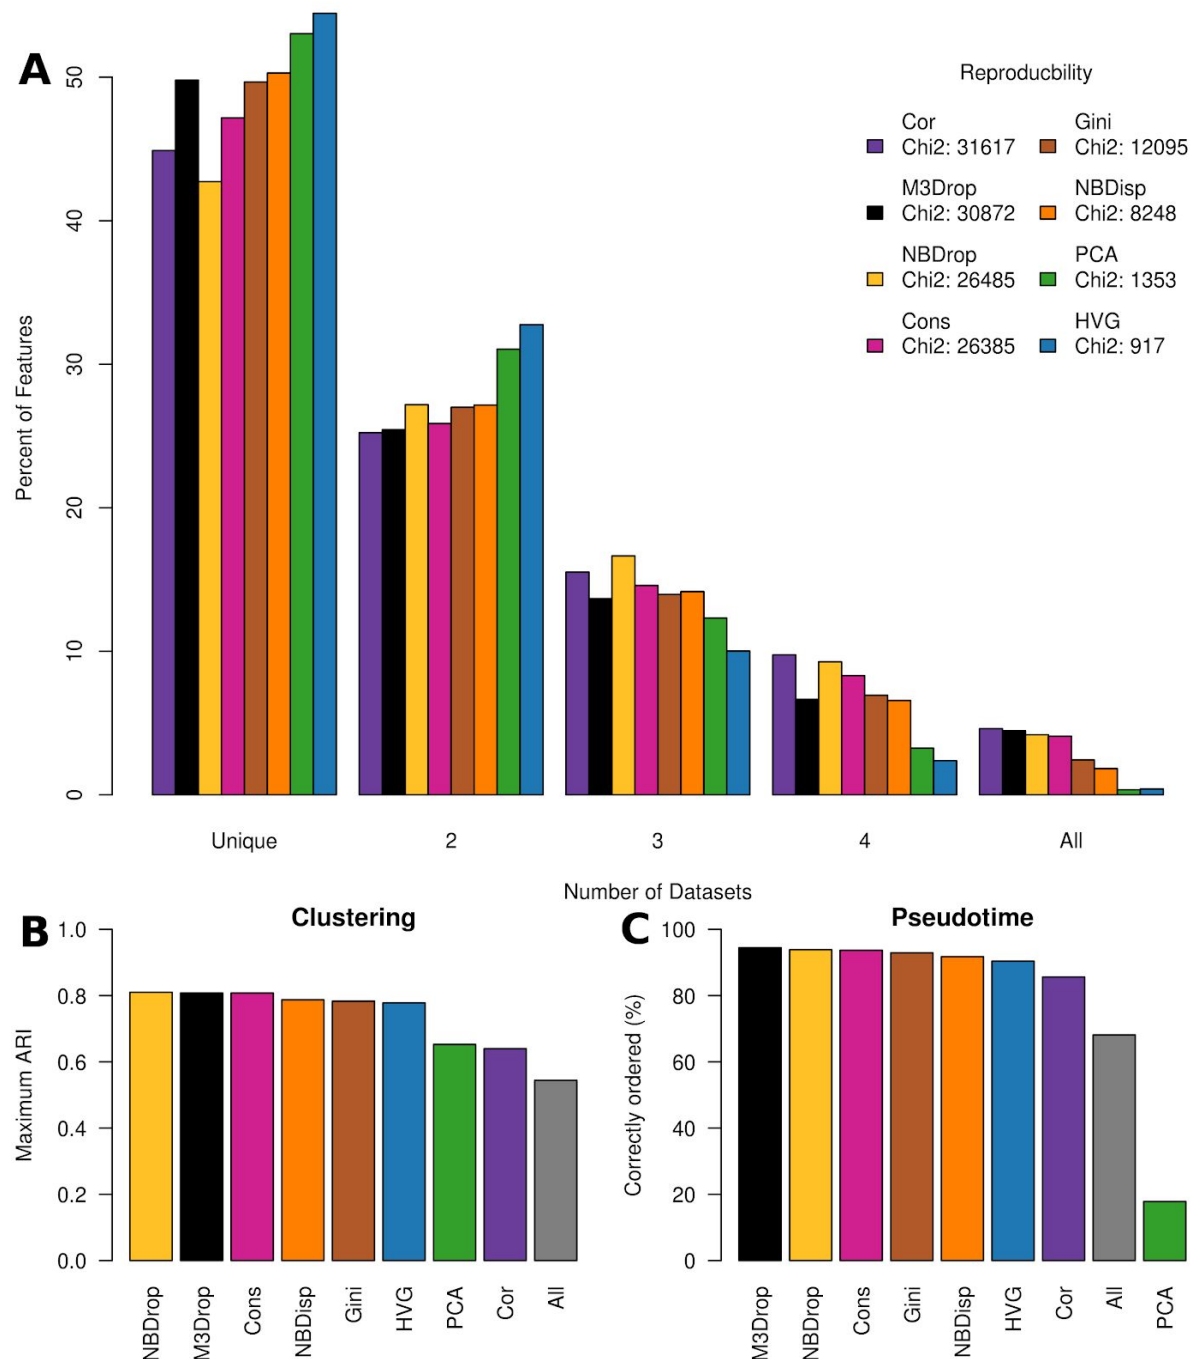 A
Reproducbility
Cor
Chi2: 31617
Gini
Chi2: 12095
M3Drop
Chi2: 30872
NBDisp
Chi2: 8248
NBDrop
Chi2: 26485
PCA
Chi2: 1353
Cons
Chi2: 26385
HVG
Chi2: 917
Percent of Features
50
40
30
20
10
0
Unique
2
3
4
All
Number of Datasets
B
Clustering
Maximum ARI
1.0
0.8
0.6
0.4
0.2
0.0
NBDrop
M3Drop
Cons
NBDisp
Gini
HVG
PCA
Cor
All
C
Pseudotime
Correctly ordered (%)
100
80
60
40
20
0
M3Drop
NBDrop
Cons
Gini
NBDisp
HVG
Cor
All
PCA